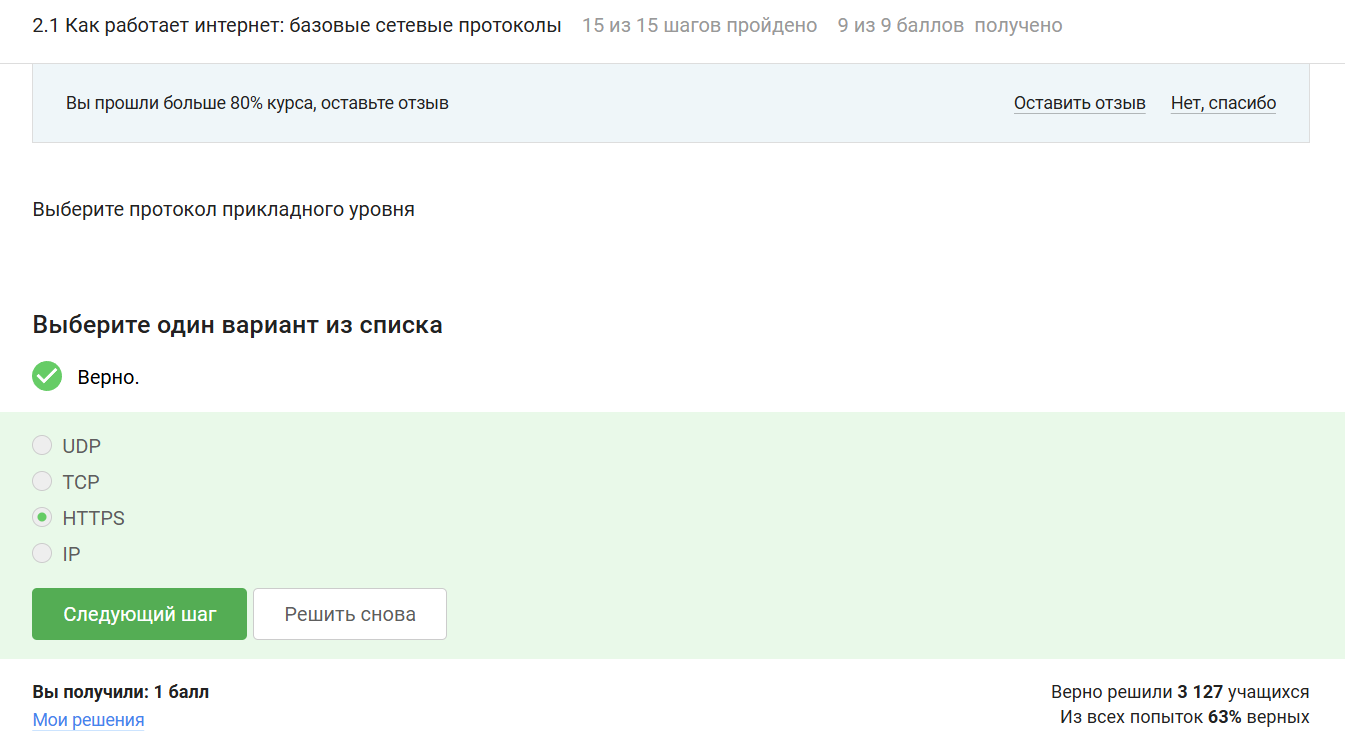 2.1 Как работает интернет: базовые сетевые протоколы 15 из 15 шагов пройдено 9 из 9 баллов получено
Вы прошли больше 80% курса, оставьте отзыв Оставить отзыв Нет, спасибо
Выберите протокол прикладного уровня
Выберите один вариант из списка
Верно.
UDP
TCP
HTTPS
IP
Следующий шаг Решить снова
Вы получили: 1 балл Верно решили 3 127 учащихся
Мои решения Из всех попыток 63% верных